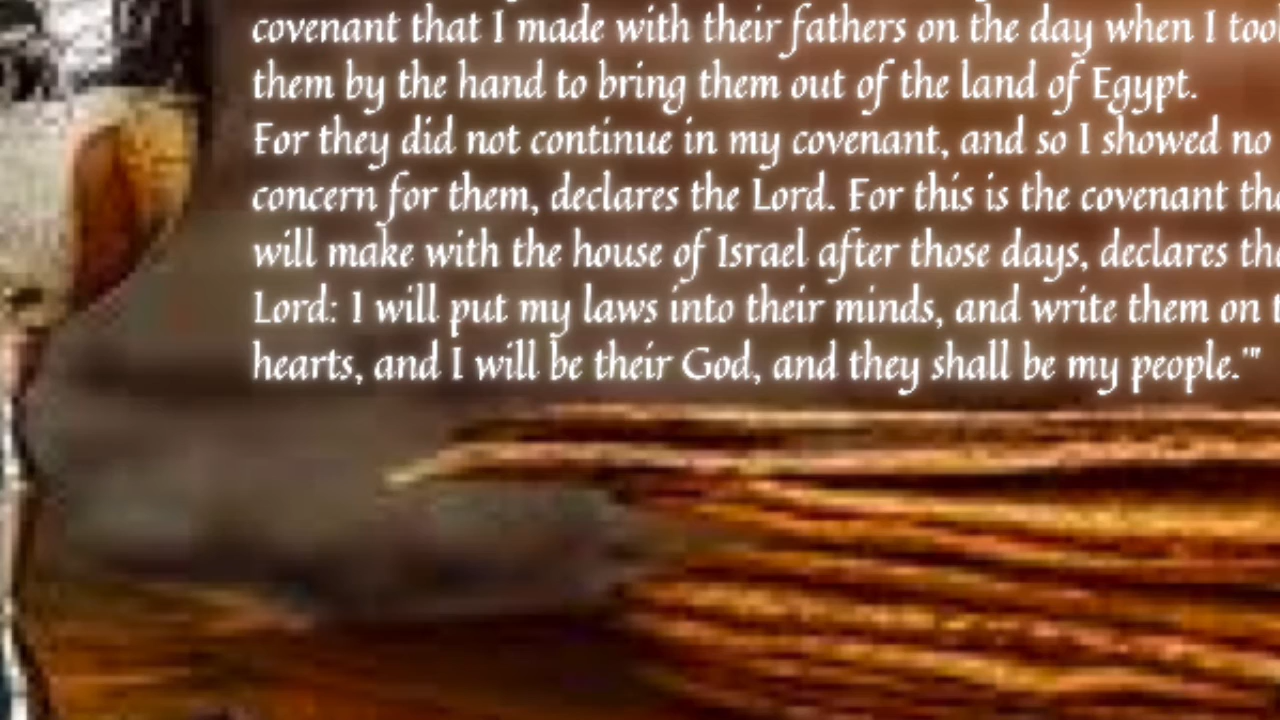 covenant that I made with their fathers on the day when I took
them by the hand to bring them out of the land of Egypt.
For they did not continue in my covenant, and so I showed no
concern for them, declares the Lord. For this is the covenant
will make with the house of Israel after those days, declares the
Lord: I will put my laws into their minds, and write them on
hearts, and I will be their God, and they shall be my people.'"